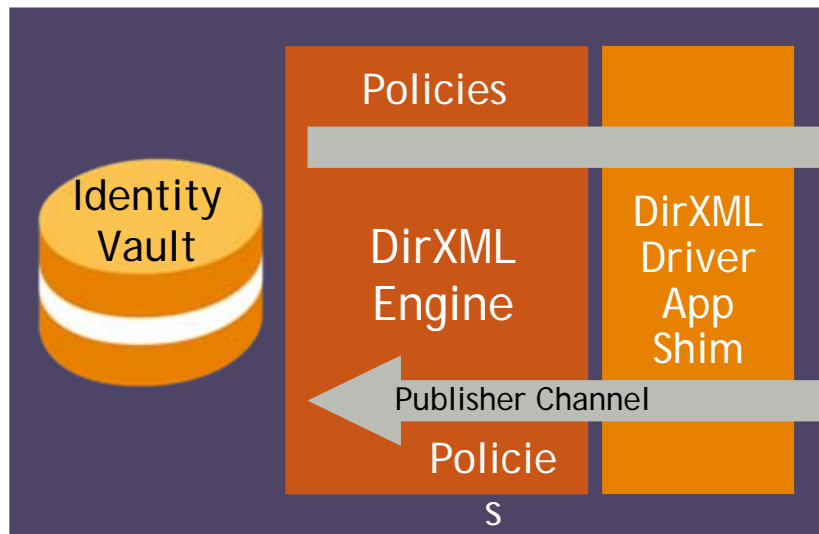 Policies
Identity
Vault
DirXML
Engine
DirXML
Driver
App
Shim
Publisher Channel
Policie
s